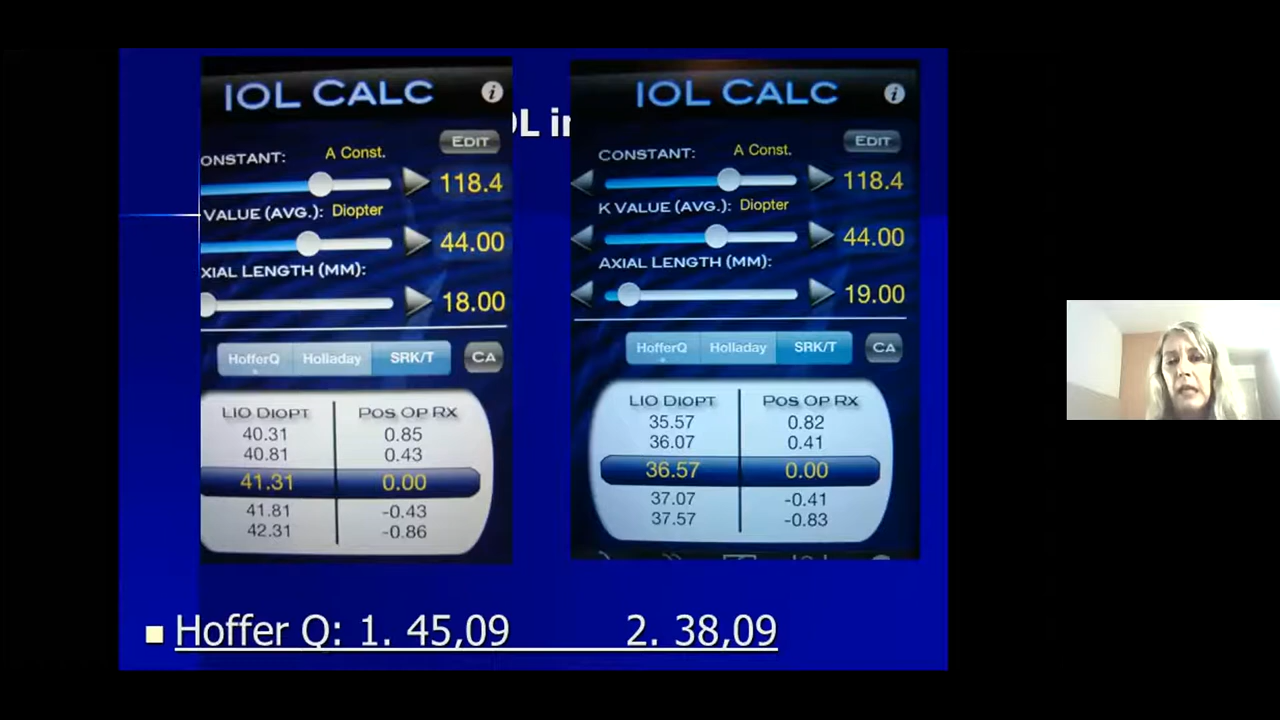 OL in
IOL CALC
EDIT
ONSTANT:
A Const.
118.4
VALUE (AVG.):
Diopter
44.00
XIAL LENGTH (MM):
18.00
HofferQ
Holladay
SRK/T
CA
LIO DIOPT
POS OP RX
40.31 0.85
40.81 0.43
41.31 0.00
41.81 -0.43
42.31 -0.86
IOL CALC
EDIT
CONSTANT:
A Const.
118.4
K VALUE (AVG.):
Diopter
44.00
AXIAL LENGTH (MM):
19.00
HofferQ
Holladay
SRK/T
CA
LIO DIOPT
POS OP RX
35.57 0.82
36.07 0.41
36.57 0.00
37.07 -0.41
37.57 -0.83
Hoffer Q: 1. 45,09 2. 38,09